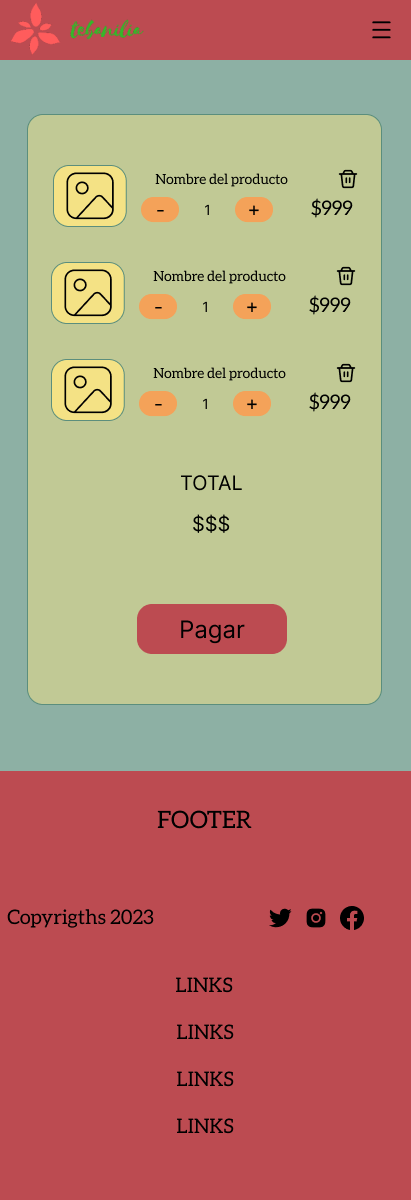 tebanilia
Nombre del producto
- 1 + $999
Nombre del producto
- 1 + $999
Nombre del producto
- 1 + $999
TOTAL
$$$
Pagar
FOOTER
Copyrigths 2023
LINKS
LINKS
LINKS
LINKS